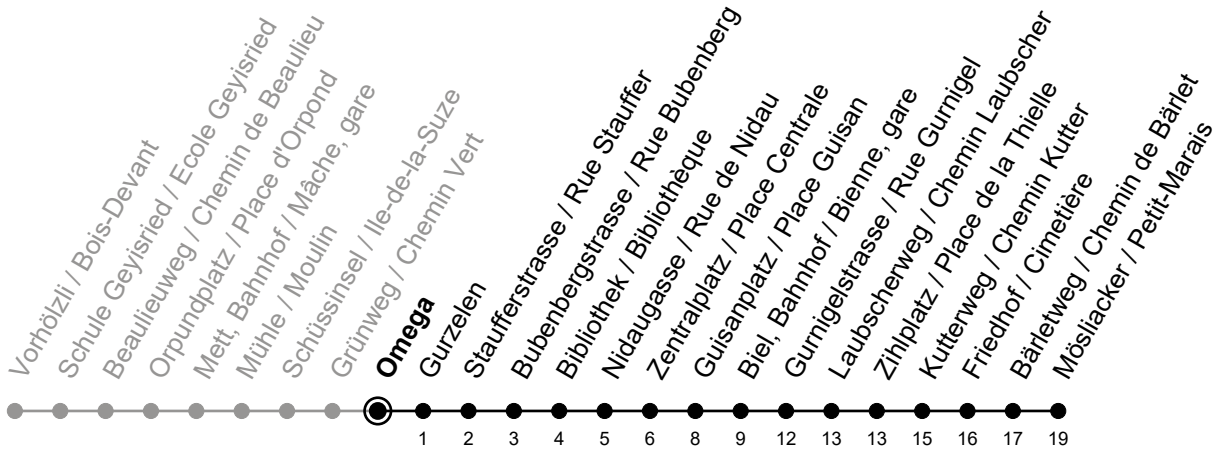 Vorhölzli / Bois-Devant
Schule Geyisried / Ecole Geyisried
Beaulieuweg / Chemin de Beaulieu
Orpundplatz / Place d'Orpond
Mett, Bahnhof / Mâche, gare
Mühle / Moulin
Schüssinsel / Ile-de-la-Suze
Grünweg / Chemin Vert
Omega
Gurzelen
Staufferstrasse / Rue Stauffer
Bubenbergstrasse / Rue Bubenberg
Bibliothek / Bibliothèque
Nidaugasse / Rue de Nidau
Zentralplatz / Place Centrale
Guisanplatz / Place Guisan
Biel, Bahnhof / Bienne, gare
Gurnigelstrasse / Rue Gurnigel
Laubscherweg / Chemin Laubscher
Zihlplatz / Place de la Thielle
Kutterweg / Chemin Kutter
Friedhof / Cimetière
Bärletweg / Chemin de Bärlet
Mösliacker / Petit-Marais
1 2 3 4 5 6 8 9 12 13 13 15 16 17 19